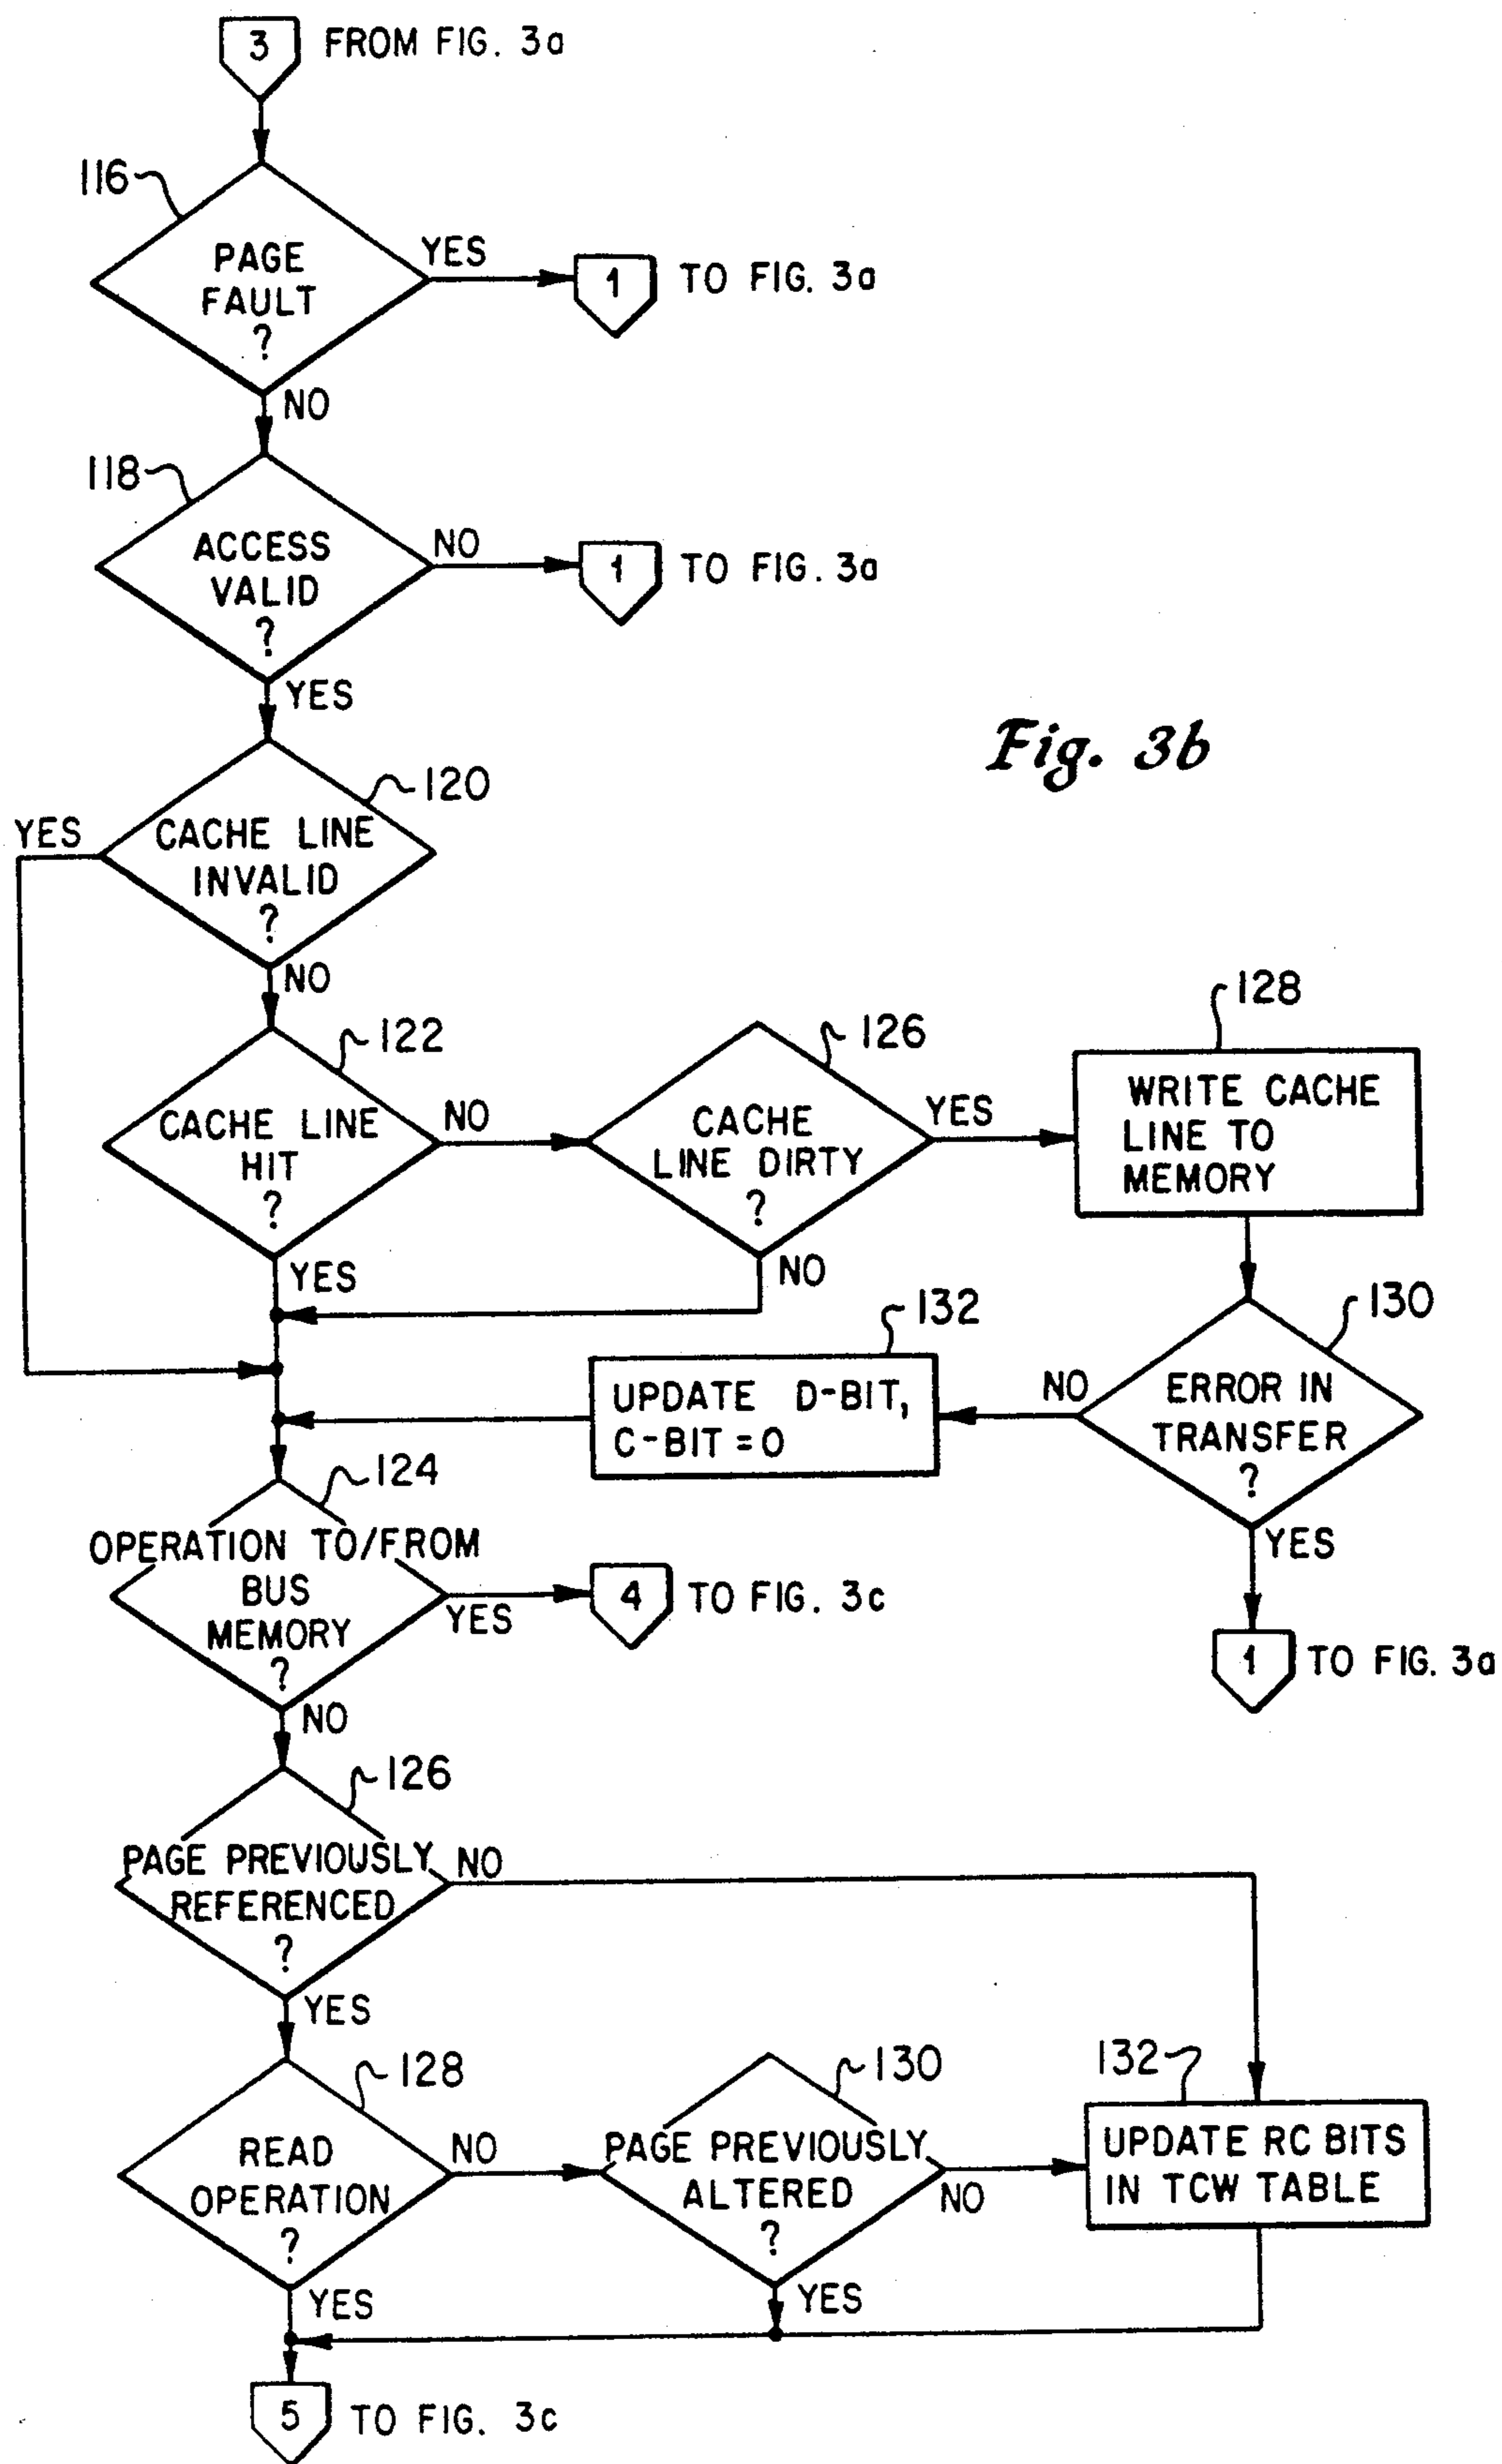 3 FROM FIG. 3a
116
PAGE
FAULT
?
YES
1 TO FIG. 3a
NO
118
ACCESS
VALID
?
NO
1 TO FIG. 3a
YES
Fig. 3b
120
YES
CACHE LINE
INVALID
?
NO
122
CACHE LINE
HIT
?
NO
YES
126
CACHE
LINE DIRTY
?
YES
NO
128
WRITE CACHE
LINE TO
MEMORY
130
ERROR IN
TRANSFER
?
NO
YES
1 TO FIG. 3a
132
UPDATE D-BIT,
C-BIT = 0
124
OPERATION TO/FROM
BUS
MEMORY
?
YES
4 TO FIG. 3c
NO
126
PAGE PREVIOUSLY
REFERENCED
?
NO
YES
128
READ
OPERATION
?
NO
YES
130
PAGE PREVIOUSLY
ALTERED
?
NO
YES
132
UPDATE RC BITS
IN TCW TABLE
5 TO FIG. 3c